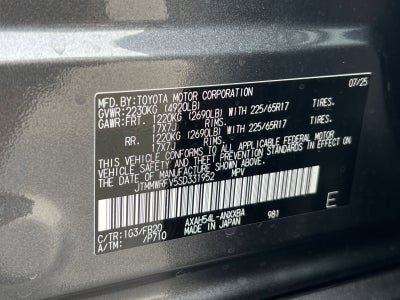 MFD.BY:TOYOTA MOTOR CORPORATION 07/25
GVWR:2230KG (4920LB)
GAWR:FRT. 1220KG (2690LB) WITH 225/65R17 TIRES.
17X7J RIMS.
RR. 1220KG (2690LB) WITH 225/65R17 TIRES.
17X7J RIMS.
THIS VEHICLE CONFORMS TO ALL APPLICABLE FEDERAL MOTOR
VEHICLE SAFETY AND THEFT PREVENTION STANDARDS IN EFFECT ON
THE DATE OF MANUFACTURE SHOWN ABOVE.
JTMMWRFV5SD331952 MPV
C/TR:1G3/FB20 AXAH54L-ANXXBA 981
A/TM: /P710 MADE IN JAPAN
E